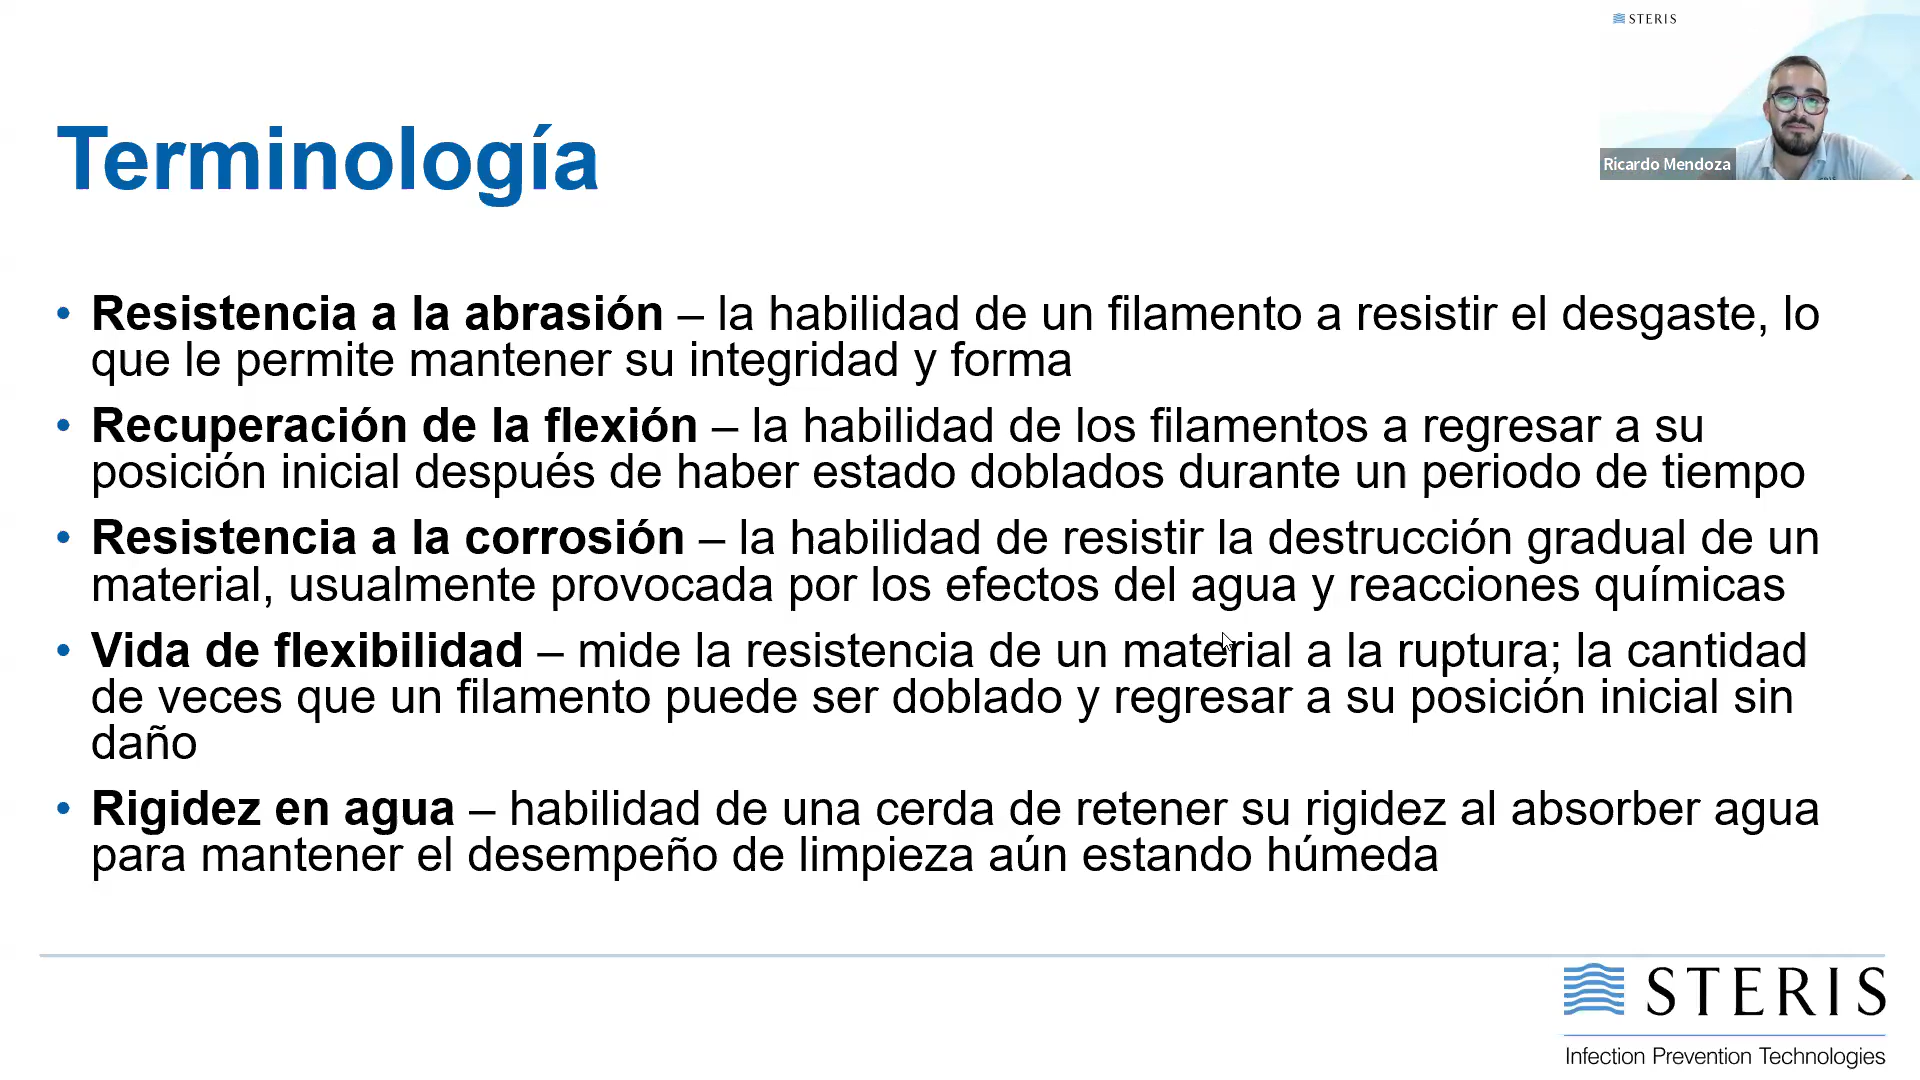 STERIS
Ricardo Mendoza
Terminología
• Resistencia a la abrasión – la habilidad de un filamento a resistir el desgaste, lo
que le permite mantener su integridad y forma
• Recuperación de la flexión – la habilidad de los filamentos a regresar a su
posición inicial después de haber estado doblados durante un periodo de tiempo
• Resistencia a la corrosión – la habilidad de resistir la destrucción gradual de un
material, usualmente provocada por los efectos del agua y reacciones químicas
• Vida de flexibilidad – mide la resistencia de un material a la ruptura; la cantidad
de veces que un filamento puede ser doblado y regresar a su posición inicial sin
daño
• Rigidez en agua – habilidad de una cerda de retener su rigidez al absorber agua
para mantener el desempeño de limpieza aún estando húmeda
STERIS
Infection Prevention Technologies